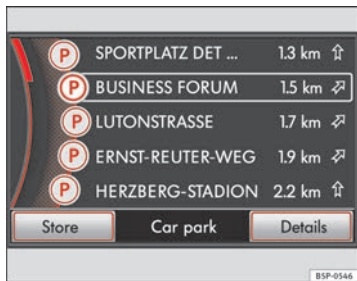 P SPORTPLATZ DET ... 1.3 km
P BUSINESS FORUM 1.5 km
P LUTONSTRASSE 1.7 km
P ERNST-REUTER-WEG 1.9 km
P HERZBERG-STADION 2.2 km
Store Car park Details
B5P-0546